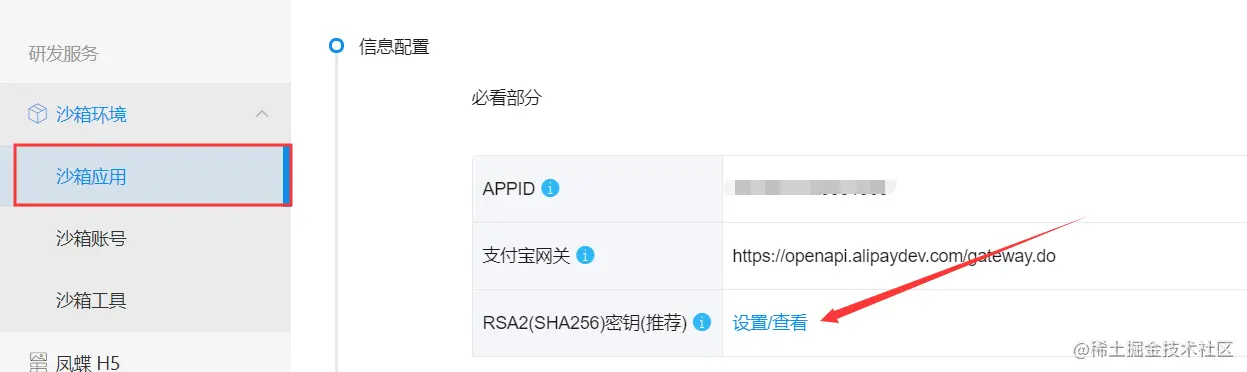 研发服务
沙箱环境
沙箱应用
沙箱账号
沙箱工具
凤蝶 H5
信息配置
必看部分
APPID
支付宝网关 https://openapi.alipaydev.com/gateway.do
RSA2(SHA256)密钥(推荐) 设置/查看
@稀土掘金技术社区